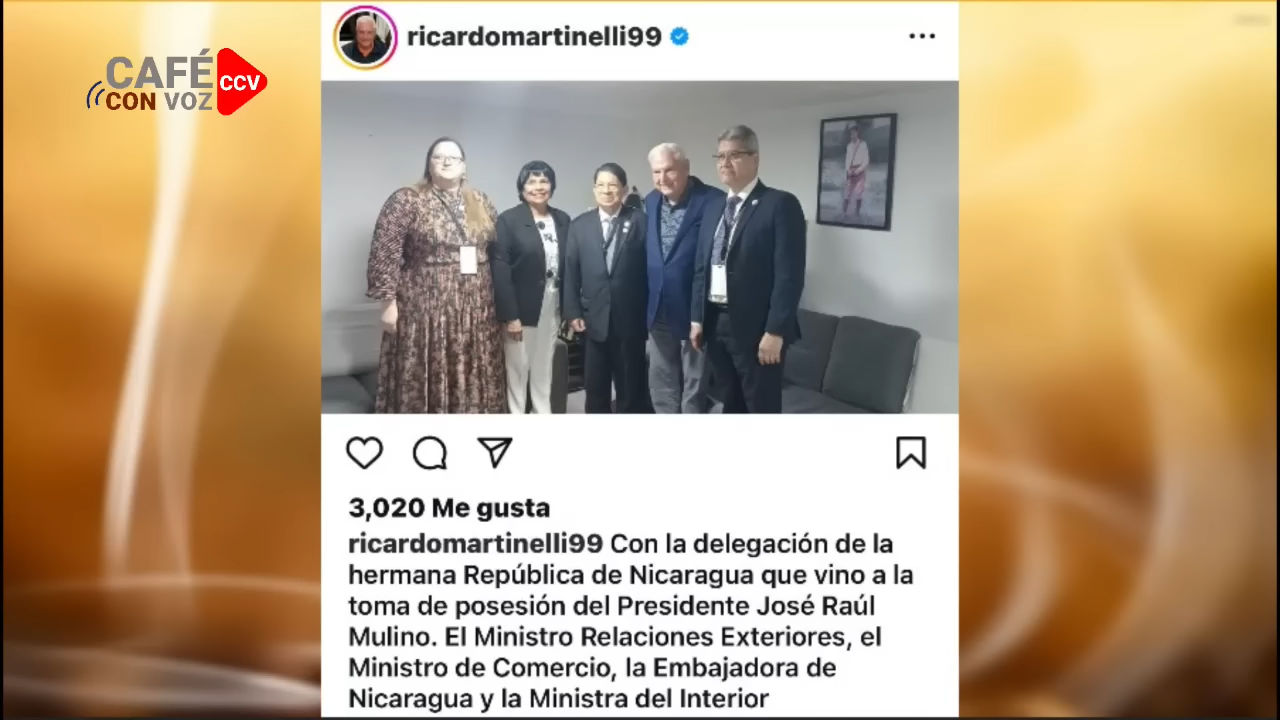 CAFÉ
CON VOZ
CCV
ricardomartinelli99
3,020 Me gusta
ricardomartinelli99 Con la delegación de la
hermana República de Nicaragua que vino a la
toma de posesión del Presidente José Raúl
Mulino. El Ministro Relaciones Exteriores, el
Ministro de Comercio, la Embajadora de
Nicaragua y la Ministra del Interior